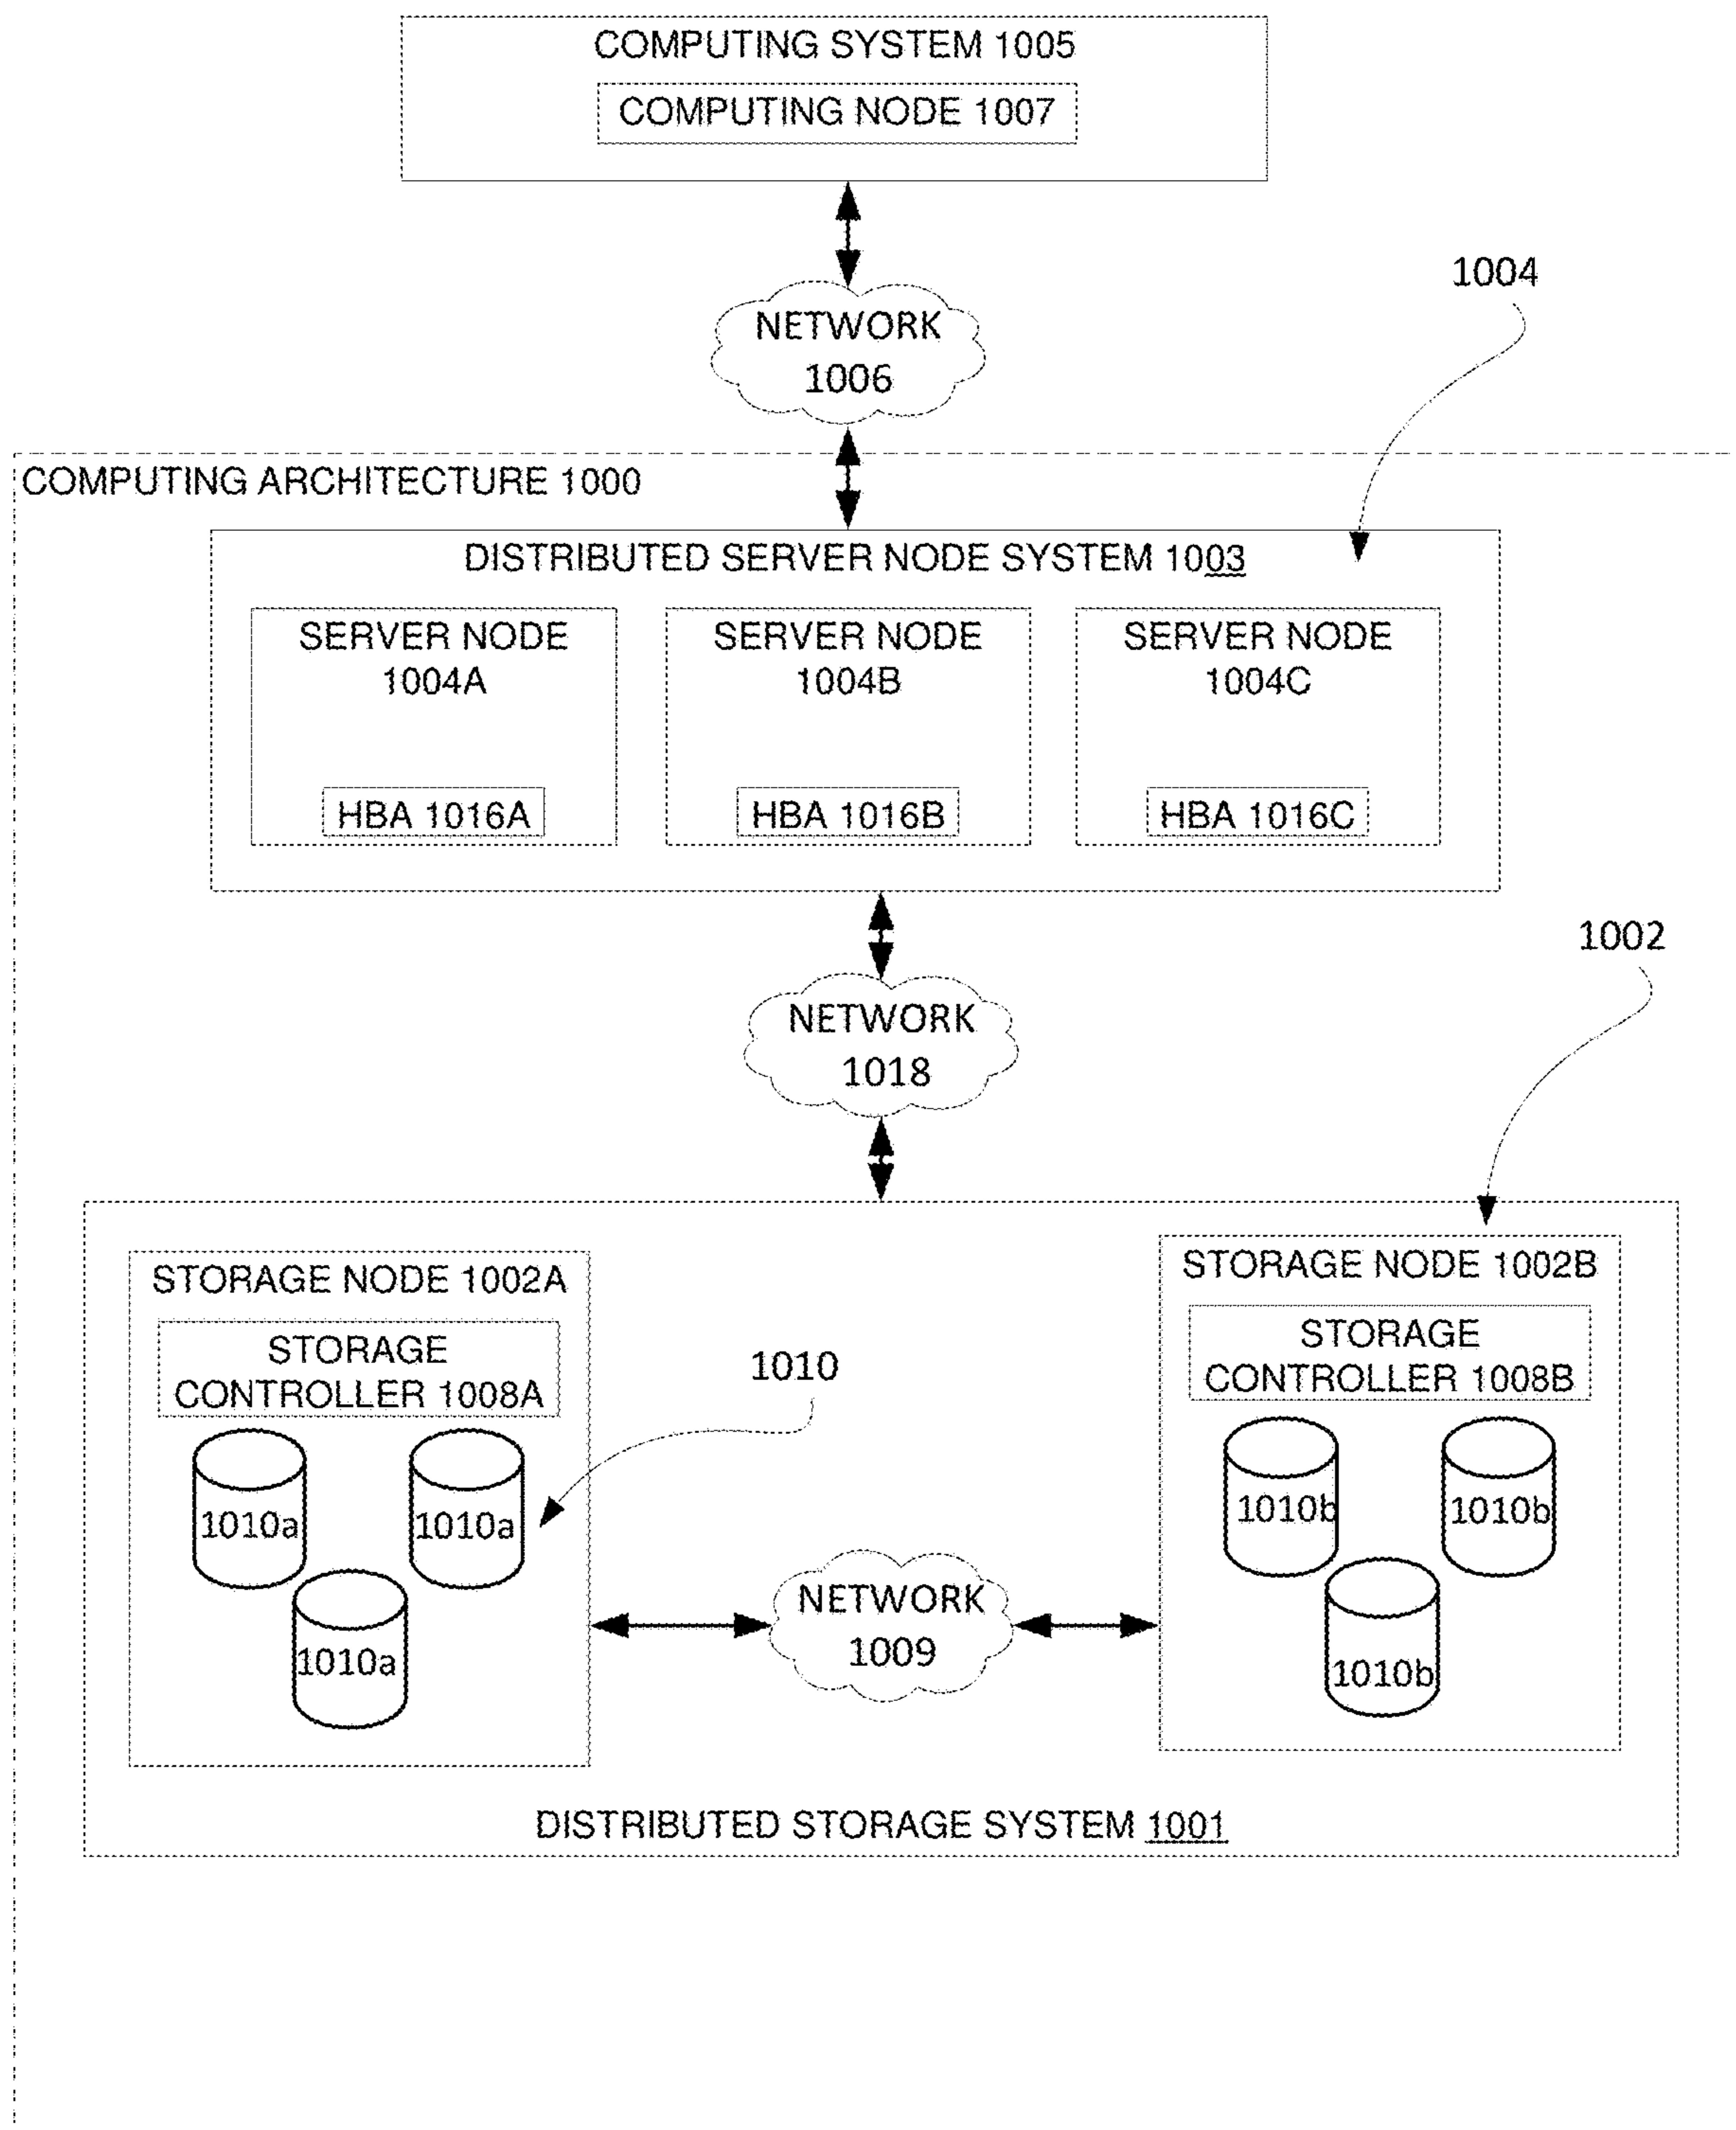 COMPUTING SYSTEM 1005
COMPUTING NODE 1007
NETWORK
1006
1004
COMPUTING ARCHITECTURE 1000
DISTRIBUTED SERVER NODE SYSTEM 1003
SERVER NODE
1004A
HBA 1016A
SERVER NODE
1004B
HBA 1016B
SERVER NODE
1004C
HBA 1016C
1002
NETWORK
1018
STORAGE NODE 1002A
STORAGE
CONTROLLER 1008A
1010a
1010a
1010a
1010
NETWORK
1009
STORAGE NODE 1002B
STORAGE
CONTROLLER 1008B
1010b
1010b
1010b
DISTRIBUTED STORAGE SYSTEM 1001